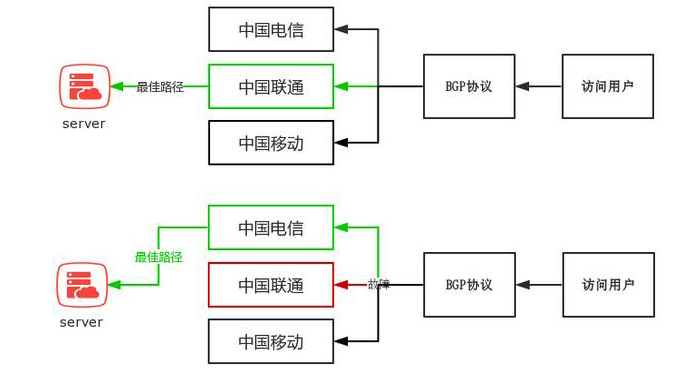 中国电信
最佳路径
中国联通
BGP协议
访问用户
server
中国移动
中国电信
最佳路径
中国联通
故障
BGP协议
访问用户
server
中国移动